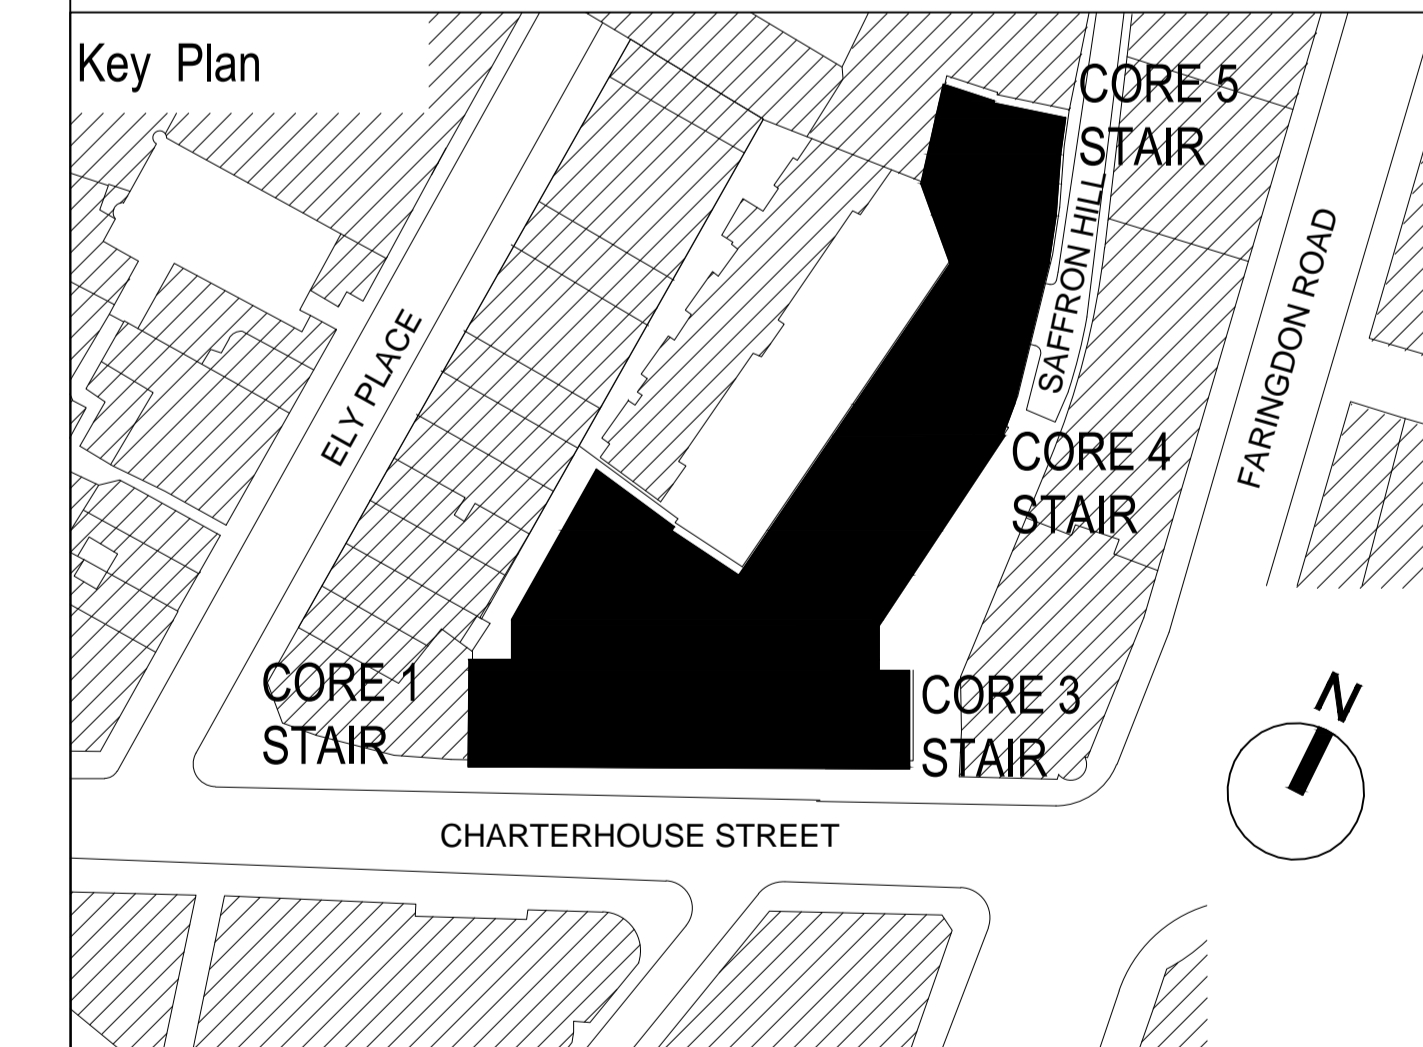 Key Plan
CORE 5
STAIR
SAFFRON HILL
FARINGDON ROAD
ELY PLACE
CORE 4
STAIR
CORE 1
STAIR
CORE 3
STAIR
N
CHARTERHOUSE STREET